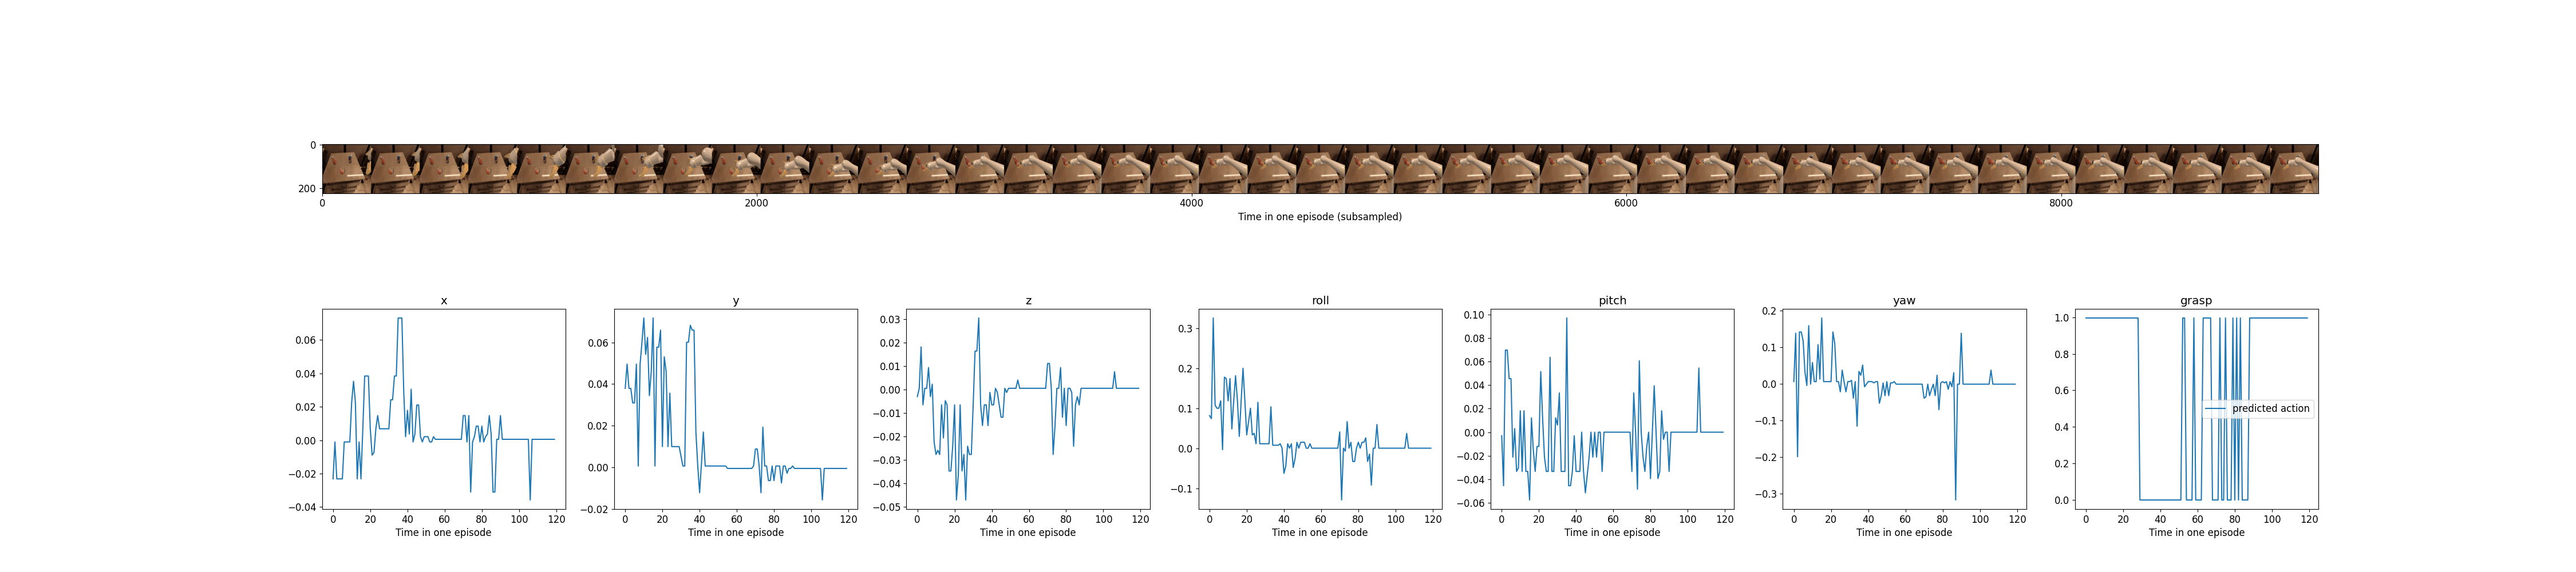 0
200
0 2000 4000 6000 8000
Time in one episode (subsampled)
x
0.06
0.04
0.02
0.00
−0.02
−0.04
0 20 40 60 80 100 120
Time in one episode
y
0.06
0.04
0.02
0.00
−0.02
0 20 40 60 80 100 120
Time in one episode
z
0.03
0.02
0.01
0.00
−0.01
−0.02
−0.03
−0.04
−0.05
0 20 40 60 80 100 120
Time in one episode
roll
0.3
0.2
0.1
0.0
−0.1
0 20 40 60 80 100 120
Time in one episode
pitch
0.10
0.08
0.06
0.04
0.02
0.00
−0.02
−0.04
−0.06
0 20 40 60 80 100 120
Time in one episode
yaw
0.2
0.1
0.0
−0.1
−0.2
−0.3
0 20 40 60 80 100 120
Time in one episode
grasp
1.0
0.8
0.6
0.4
0.2
0.0
predicted action
0 20 40 60 80 100 120
Time in one episode